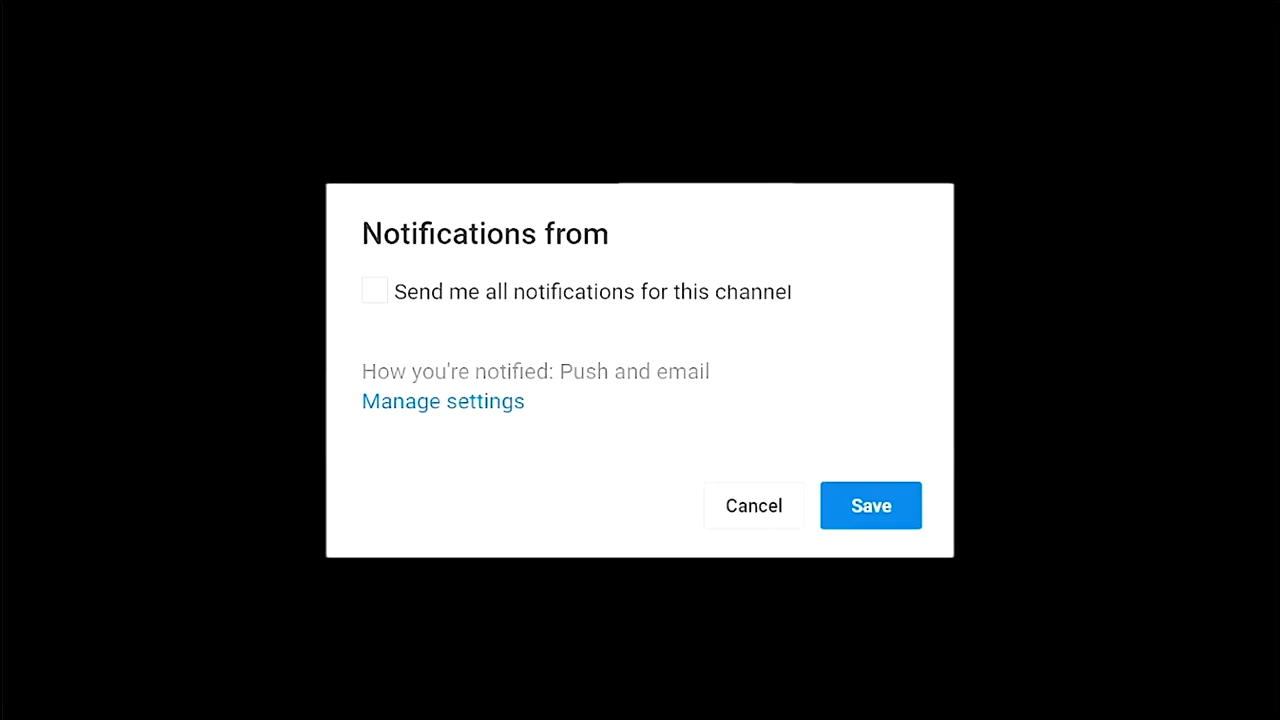 Notifications from
Send me all notifications for this channel
How you're notified: Push and email
Manage settings
Cancel
Save